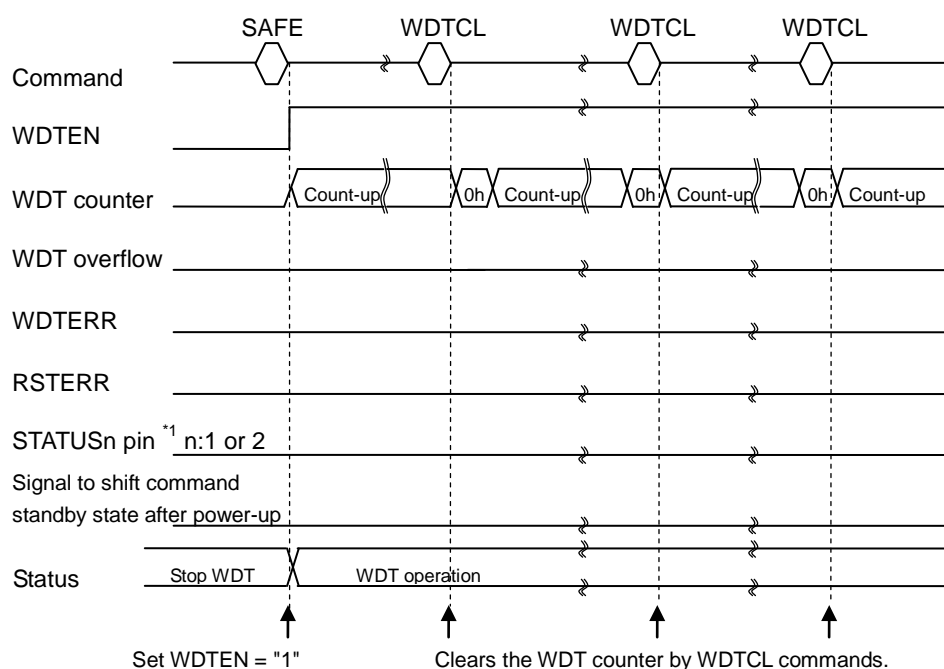 SAFE WDTCL WDTCL WDTCL
Command
WDTEN
WDT counter Count-up 0h Count-up 0h Count-up 0h Count-up
WDT overflow
WDTERR
RSTERR
STATUSn pin *1 n:1 or 2
Signal to shift command
standby state after power-up
Status Stop WDT WDT operation
Set WDTEN = "1" Clears the WDT counter by WDTCL commands.